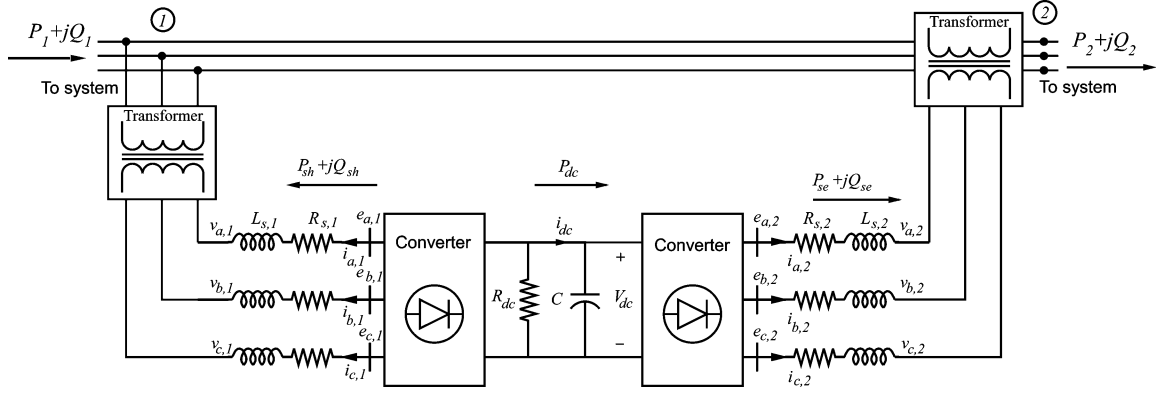 1
2
P1+jQ1
P2+jQ2
To system
To system
Transformer
Transformer
Psh+jQsh
Pdc
Pse+jQse
va,1
Ls,1
Rs,1
ea,1
ia,1
Converter
idc
Converter
ea,2
Rs,2
Ls,2
va,2
ia,2
vb,1
eb,1
ib,1
Rdc
C
+
Vdc
−
eb,2
vb,2
ib,2
vc,1
ec,1
ic,1
ec,2
vc,2
ic,2